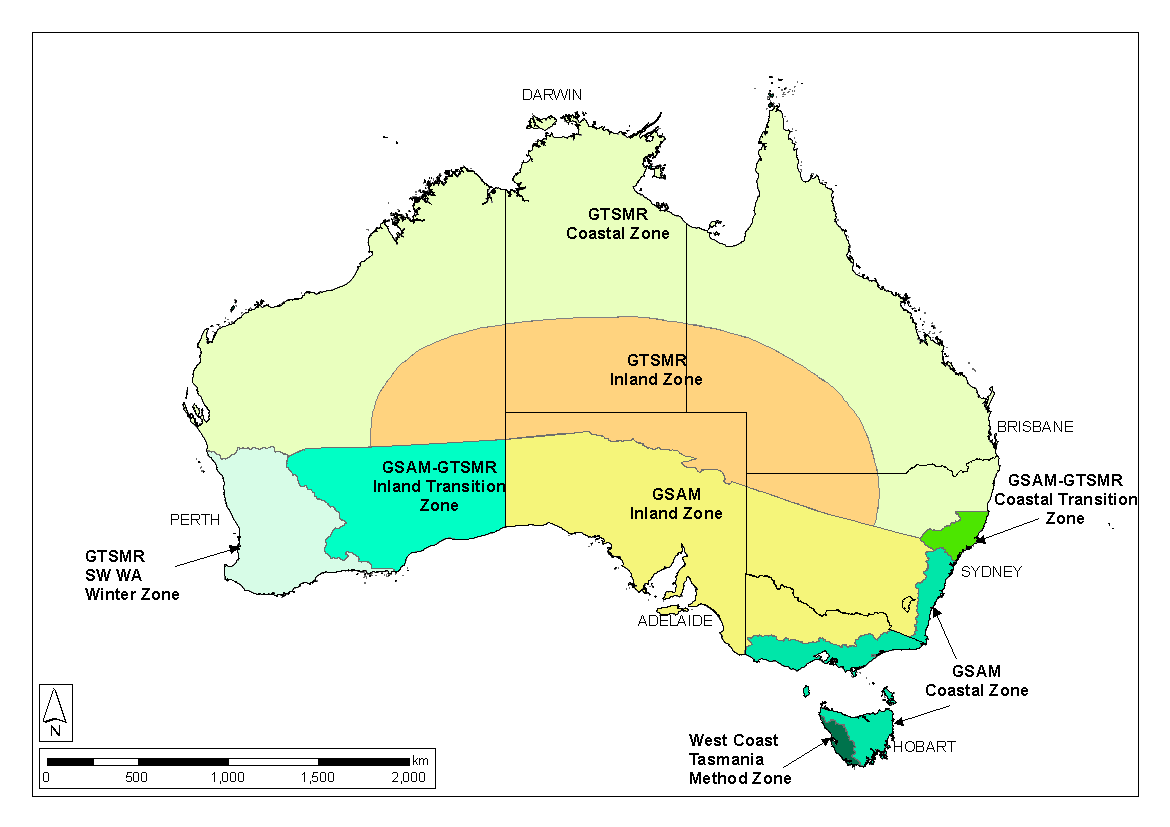 DARWIN
GTSMR
Coastal Zone
GTSMR
Inland Zone
BRISBANE
GSAM-GTSMR
Inland Transition
Zone
GSAM
Inland Zone
GSAM-GTSMR
Coastal Transition
Zone
PERTH
GTSMR
SW WA
Winter Zone
SYDNEY
ADELAIDE
GSAM
Coastal Zone
West Coast
Tasmania
Method Zone
HOBART
N
km
0 500 1,000 1,500 2,000